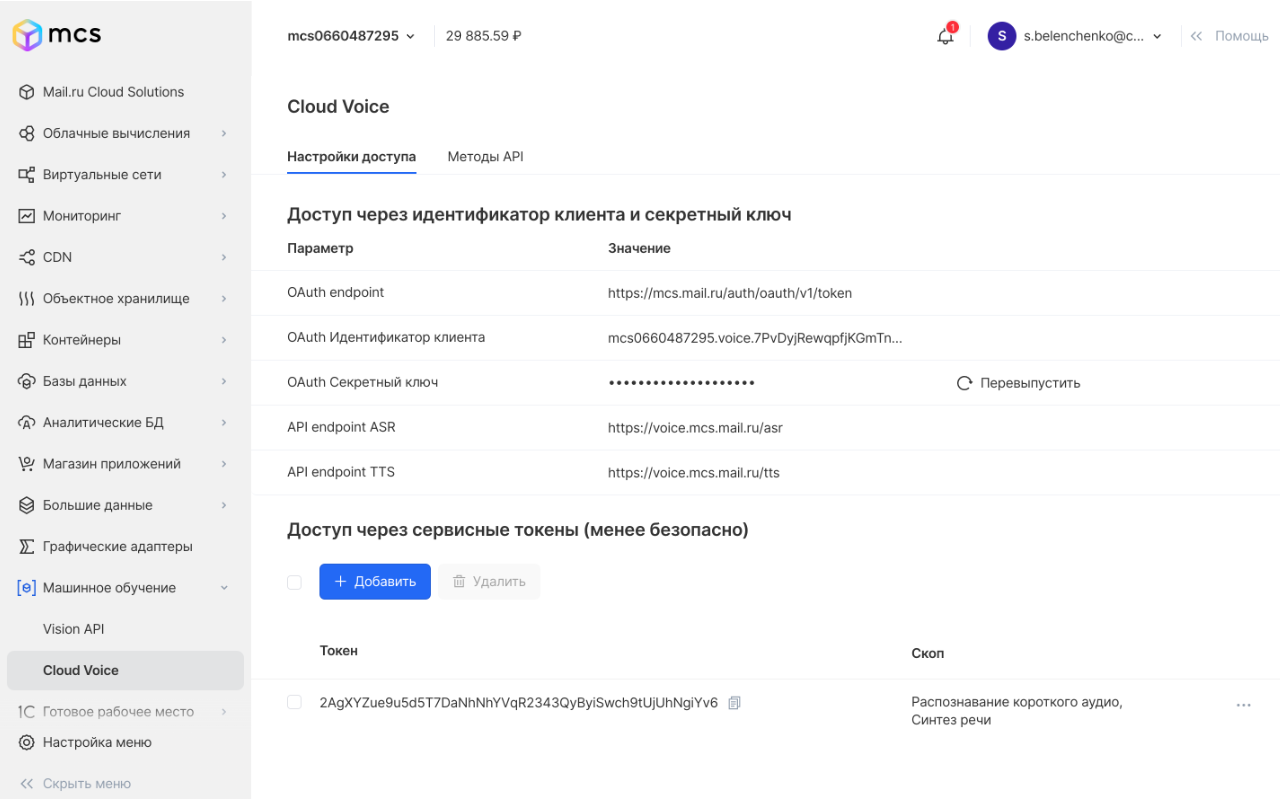 mcs
mcs0660487295
29 885.59 ₽
1
S
s.belenchenko@c...
Помощь
Mail.ru Cloud Solutions
Облачные вычисления
Виртуальные сети
Мониторинг
CDN
Объектное хранилище
Контейнеры
Базы данных
Аналитические БД
Магазин приложений
Большие данные
Графические адаптеры
Машинное обучение
Vision API
Cloud Voice
1C Готовое рабочее место
Настройка меню
Скрыть меню
Cloud Voice
Настройки доступа Методы API
Доступ через идентификатор клиента и секретный ключ
Параметр Значение
OAuth endpoint https://mcs.mail.ru/auth/oauth/v1/token
OAuth Идентификатор клиента mcs0660487295.voice.7PvDyjRewqpfjKGmTn...
OAuth Секретный ключ •••••••••••••••••••• Перевыпустить
API endpoint ASR https://voice.mcs.mail.ru/asr
API endpoint TTS https://voice.mcs.mail.ru/tts
Доступ через сервисные токены (менее безопасно)
+ Добавить Удалить
Токен Скоп
2AgXYZue9u5d5T7DaNhNhYVqR2343QyByiSwch9tUjUhNgiYv6 Распознавание короткого аудио,
Синтез речи